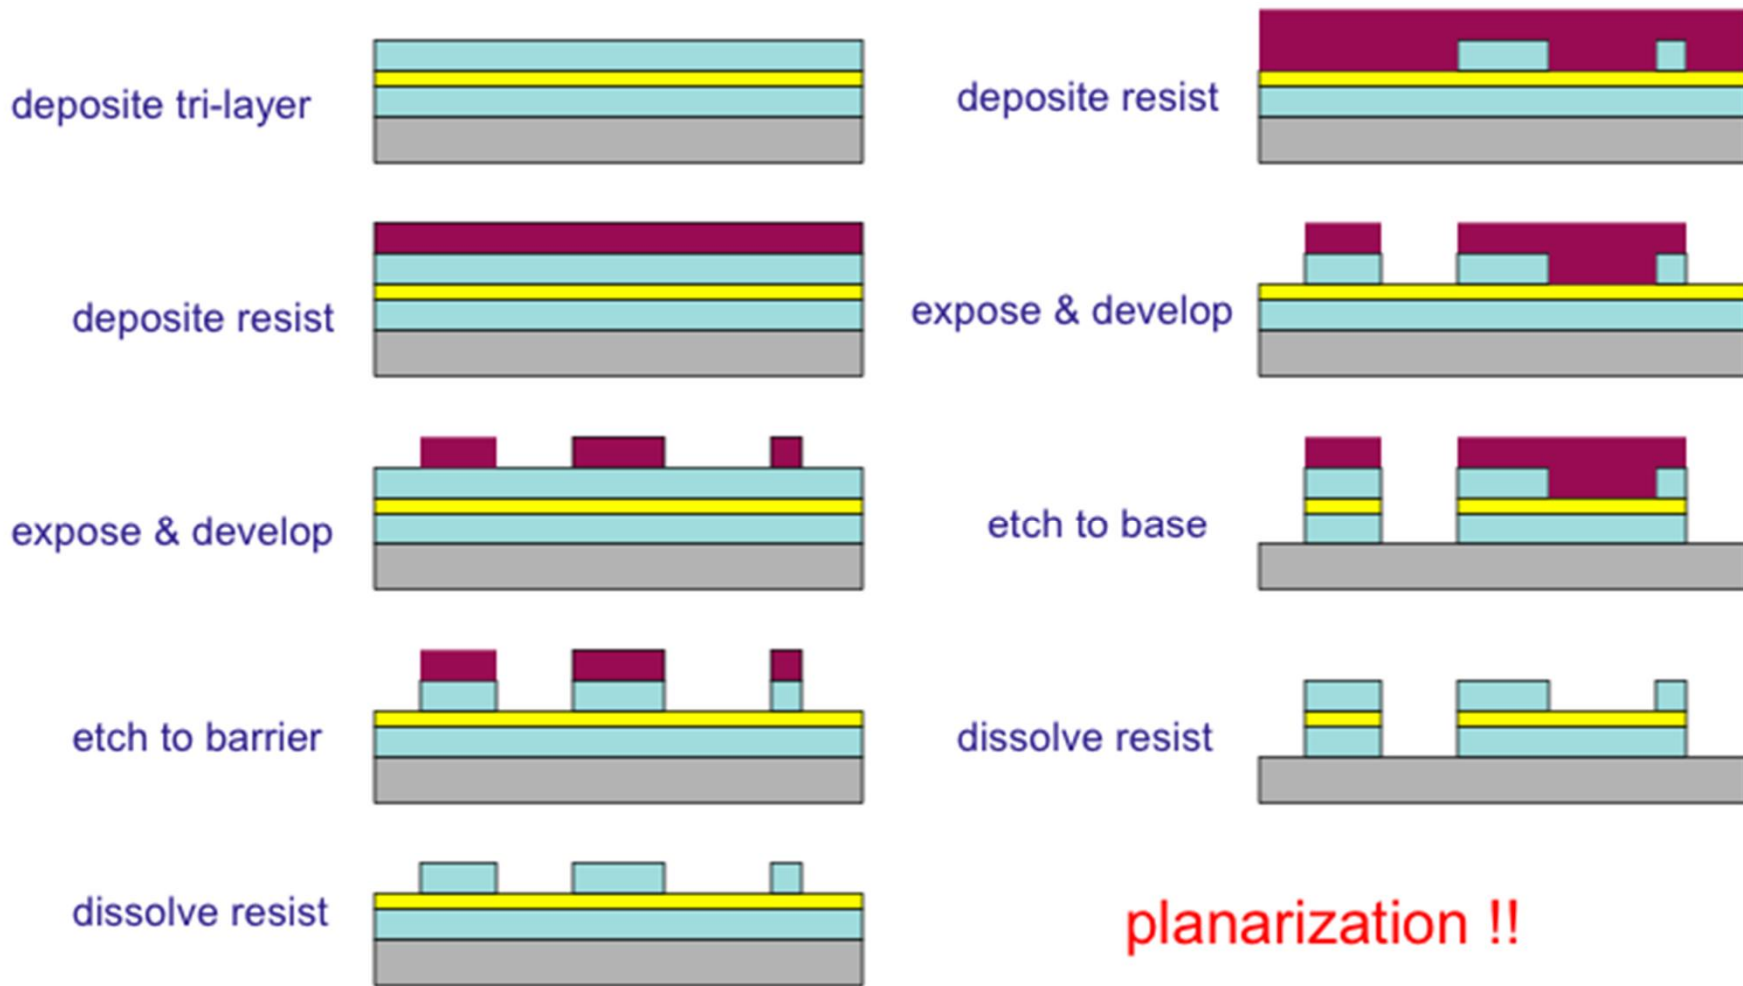 deposite tri-layer
deposite resist
expose & develop
etch to barrier
dissolve resist
deposite resist
expose & develop
etch to base
dissolve resist
planarization !!